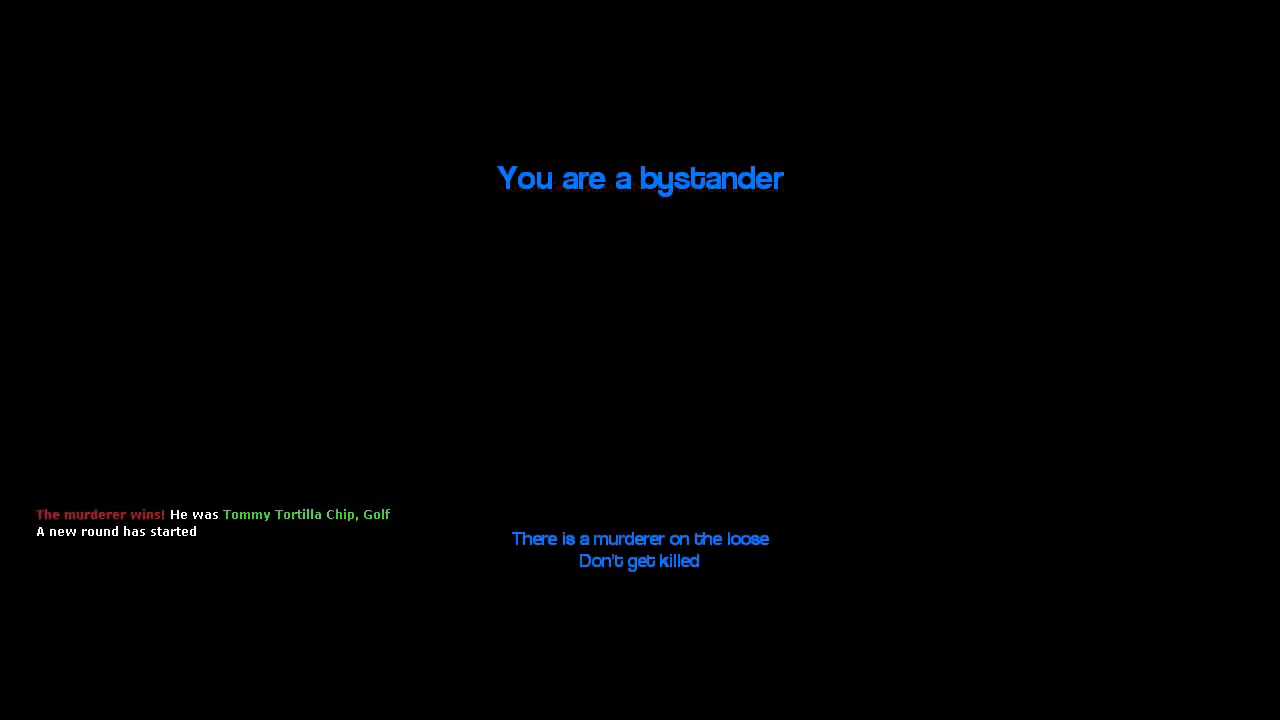 You are a bystander
The murderer wins! He was Tommy Tortilla Chip, Golf
A new round has started
There is a murderer on the loose
Don't get killed